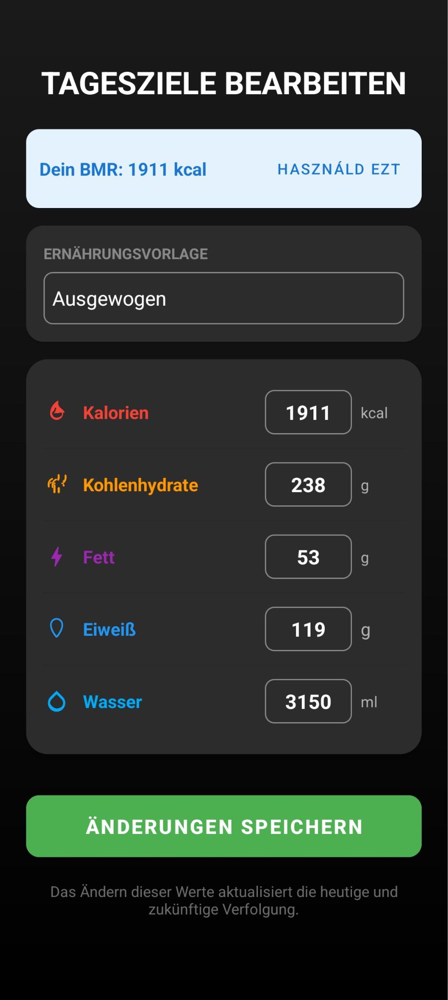 TAGESZIELE BEARBEITEN
Dein BMR: 1911 kcal HASZNÁLD EZT
ERNÄHRUNGSVORLAGE
Ausgewogen
Kalorien 1911 kcal
Kohlenhydrate 238 g
Fett 53 g
Eiweiß 119 g
Wasser 3150 ml
ÄNDERUNGEN SPEICHERN
Das Ändern dieser Werte aktualisiert die heutige und
zukünftige Verfolgung.